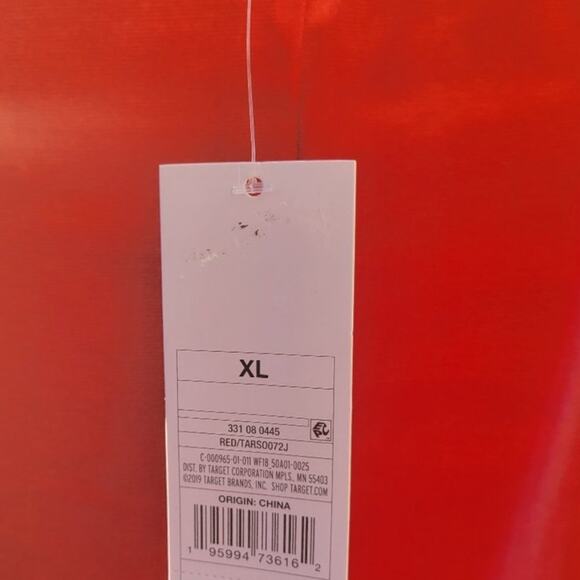 XL
331 08 0445
RED/TARSO072J
C-000965-01-011 WF18_50A01-0025
DIST. BY TARGET CORPORATION MPLS., MN 55403
©2019 TARGET BRANDS, INC. SHOP TARGET.COM
ORIGIN: CHINA
1 95994 73616 2